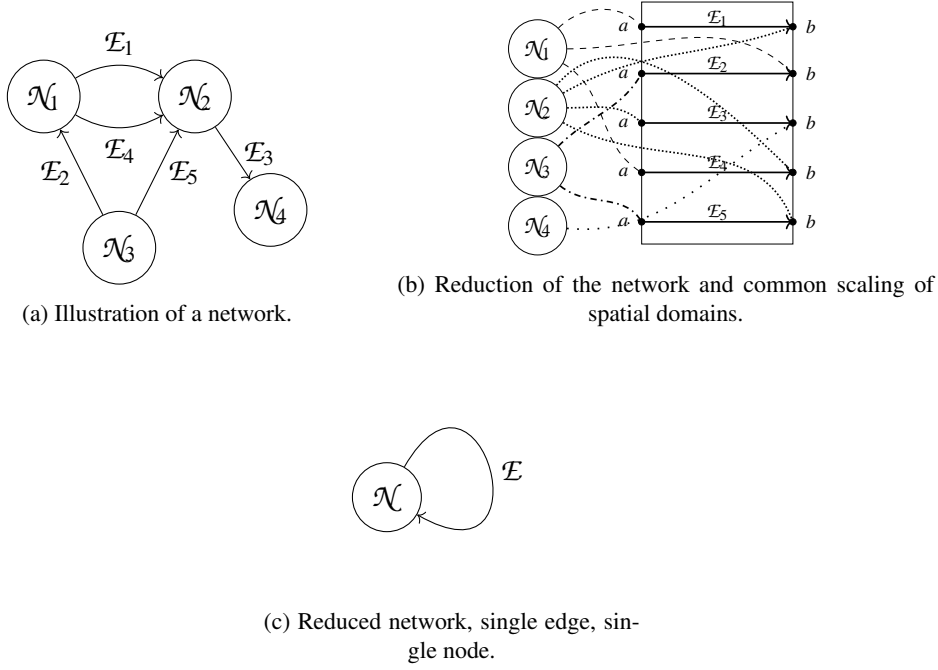 ℰ1
𝒩1 𝒩2
ℰ4
ℰ2 ℰ5 ℰ3
𝒩4
𝒩3
(a) Illustration of a network.
𝒩1
𝒩2
𝒩3
𝒩4
a ℰ1 b
a ℰ2 b
a ℰ3 b
a ℰ4 b
a ℰ5 b
(b) Reduction of the network and common scaling of
spatial domains.
𝒩 ℰ
(c) Reduced network, single edge, sin-
gle node.